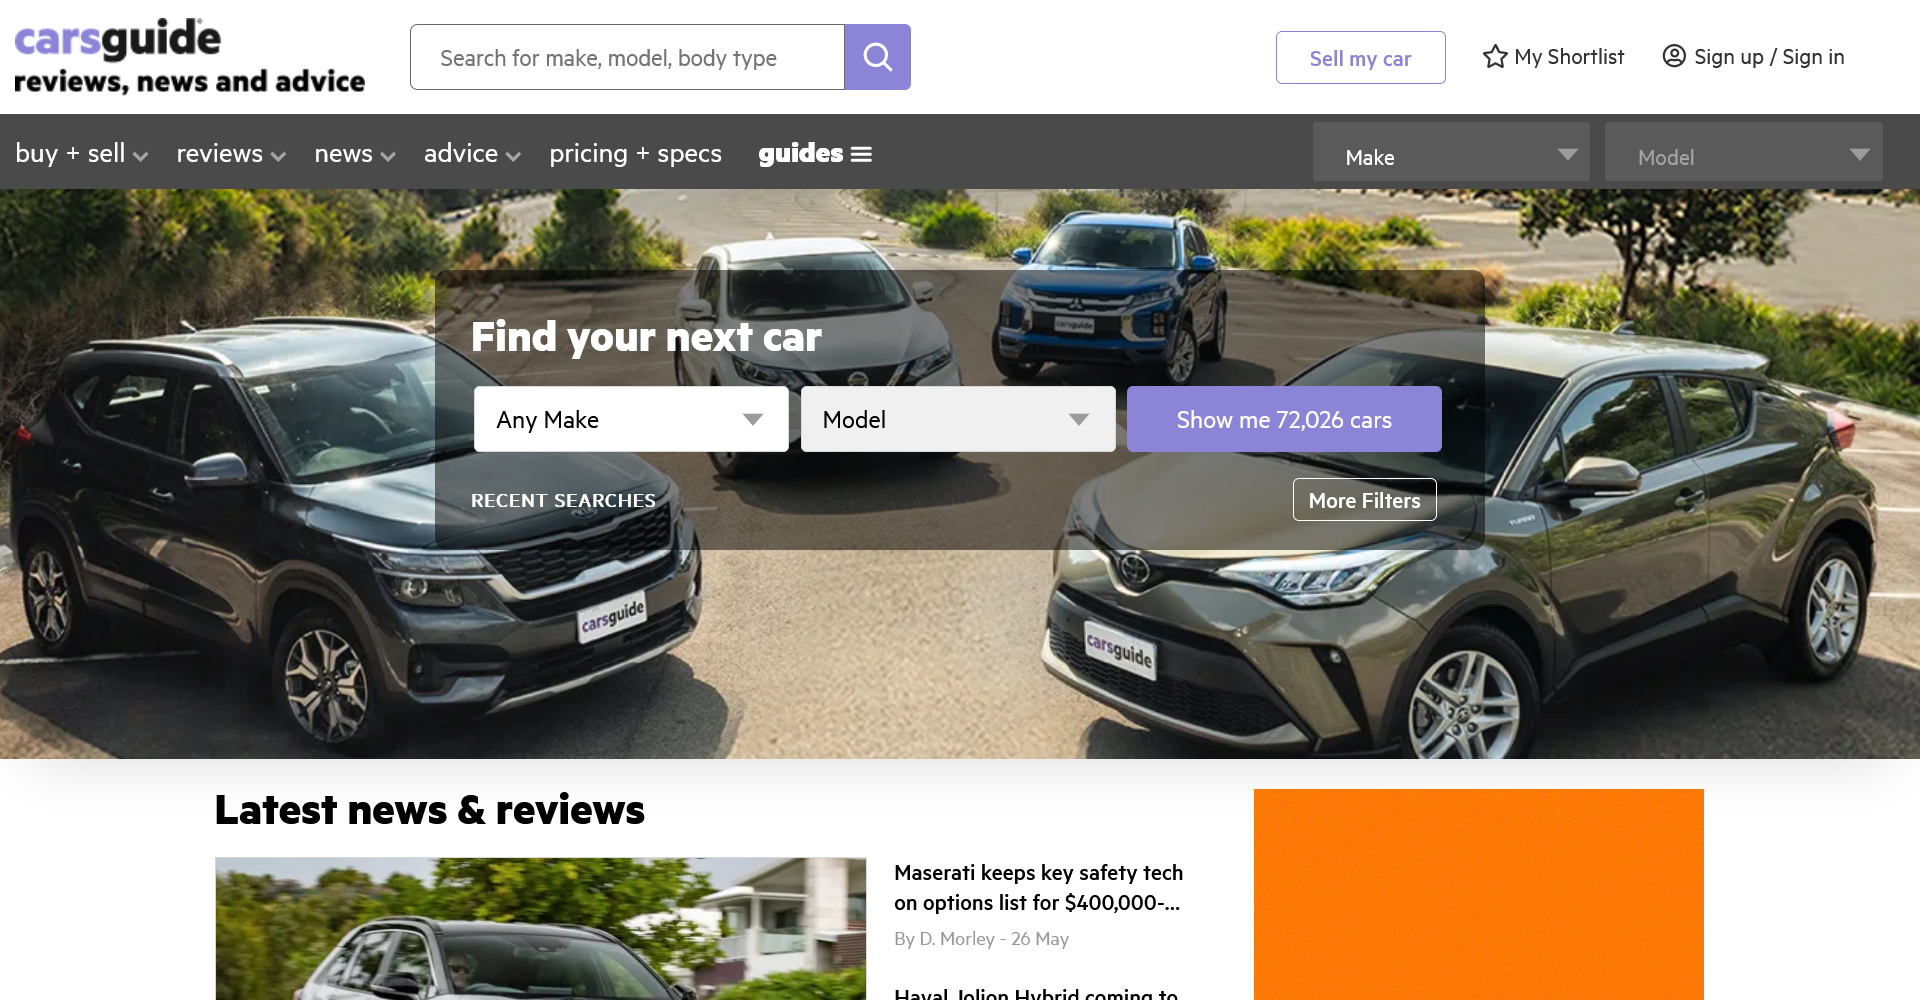 carsguide
reviews, news and advice
Search for make, model, body type
Sell my car
My Shortlist
Sign up / Sign in
buy + sell
reviews
news
advice
pricing + specs
guides
Make
Model
Find your next car
Any Make
Model
Show me 72,026 cars
RECENT SEARCHES
More Filters
carsguide
carsguide
carsguide
Latest news & reviews
Maserati keeps key safety tech
on options list for $400,000-...
By D. Morley - 26 May
Haval Jolion Hybrid coming to